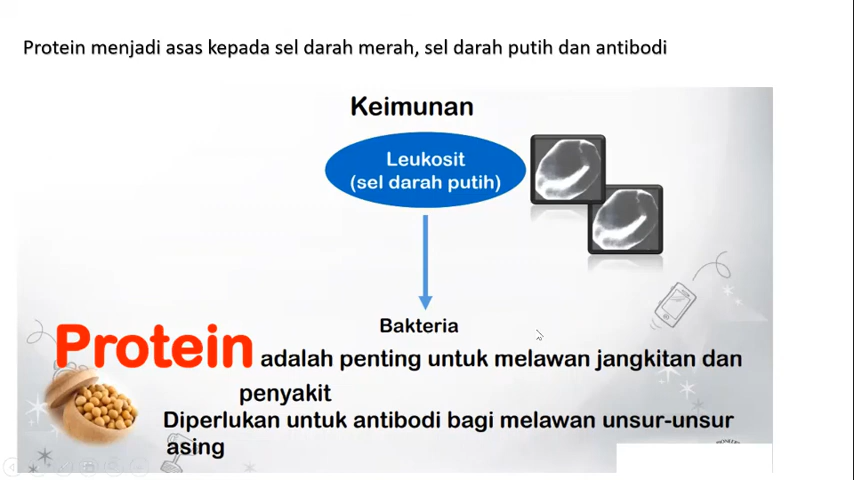 Protein menjadi asas kepada sel darah merah, sel darah putih dan antibodi
Keimunan
Leukosit
(sel darah putih)
Bakteria
Protein adalah penting untuk melawan jangkitan dan
penyakit
Diperlukan untuk antibodi bagi melawan unsur-unsur
asing